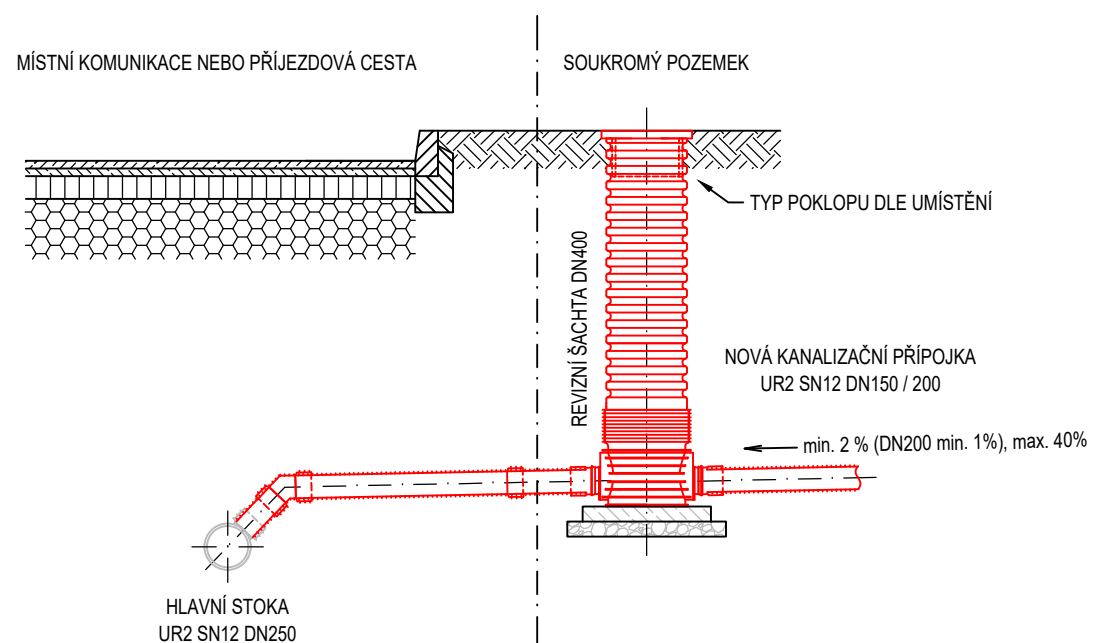 MÍSTNÍ KOMUNIKACE NEBO PŘÍJEZDOVÁ CESTA
SOUKROMÝ POZEMEK
TYP POKLOPU DLE UMÍSTĚNÍ
REVIZNÍ ŠACHTA DN400
NOVÁ KANALIZAČNÍ PŘÍPOJKA
UR2 SN12 DN150 / 200
min. 2 % (DN200 min. 1%), max. 40%
HLAVNÍ STOKA
UR2 SN12 DN250